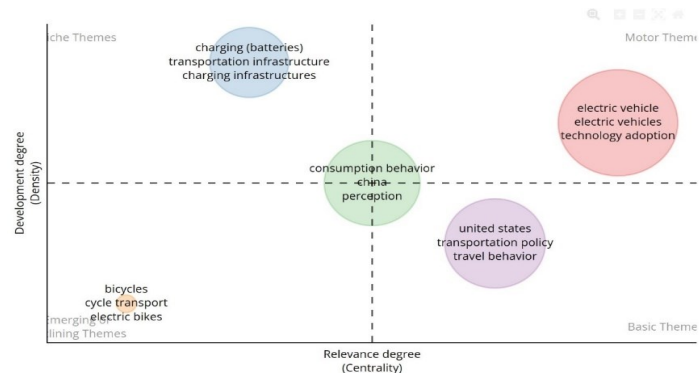 iche Themes
Motor Theme
charging (batteries)
transportation infrastructure
charging infrastructures
electric vehicle
electric vehicles
technology adoption
Development degree
(Density)
consumption behavior
china
perception
united states
transportation policy
travel behavior
bicycles
cycle transport
electric bikes
Emerging or
lining Themes
Basic Theme
Relevance degree
(Centrality)